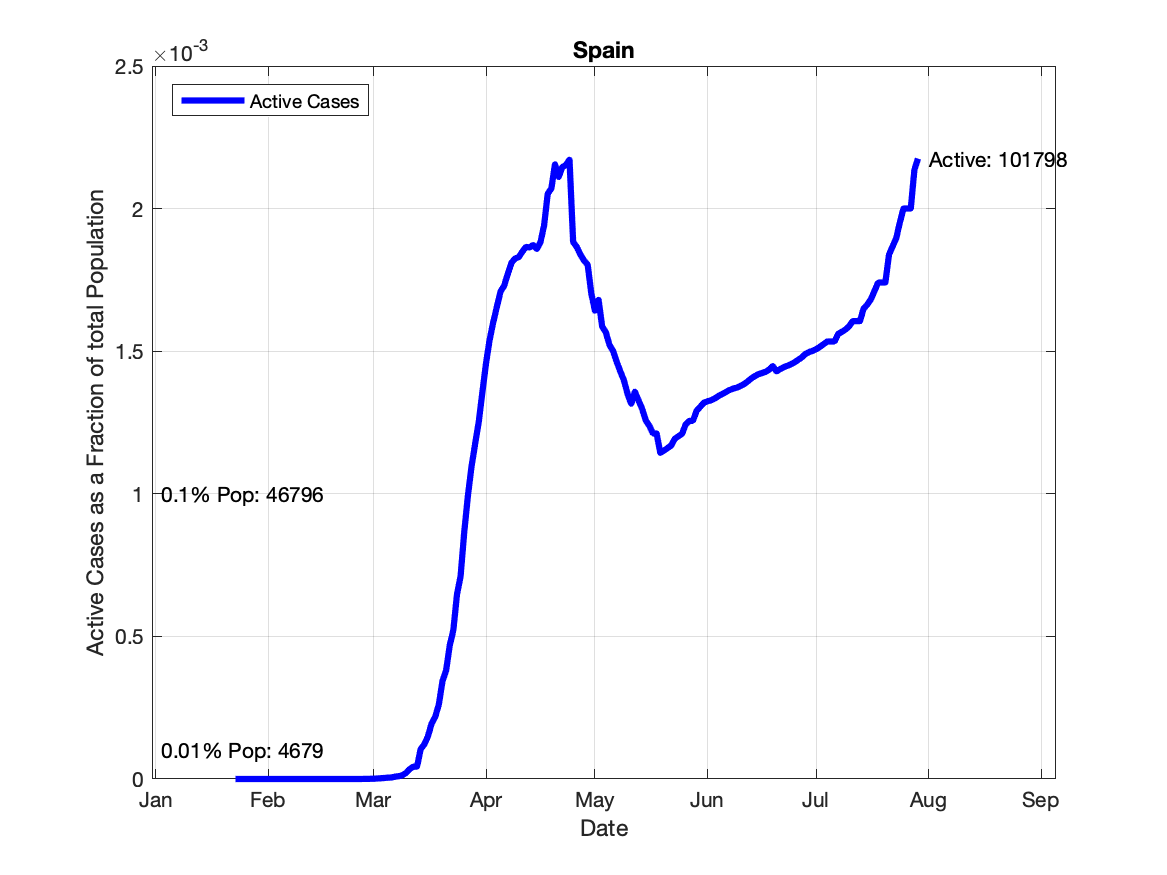 Spain
×10-3
2.5
2
1.5
1
0.5
0
Active Cases
Active: 101798
0.1% Pop: 46796
0.01% Pop: 4679
Active Cases as a Fraction of total Population
Jan Feb Mar Apr May Jun Jul Aug Sep
Date